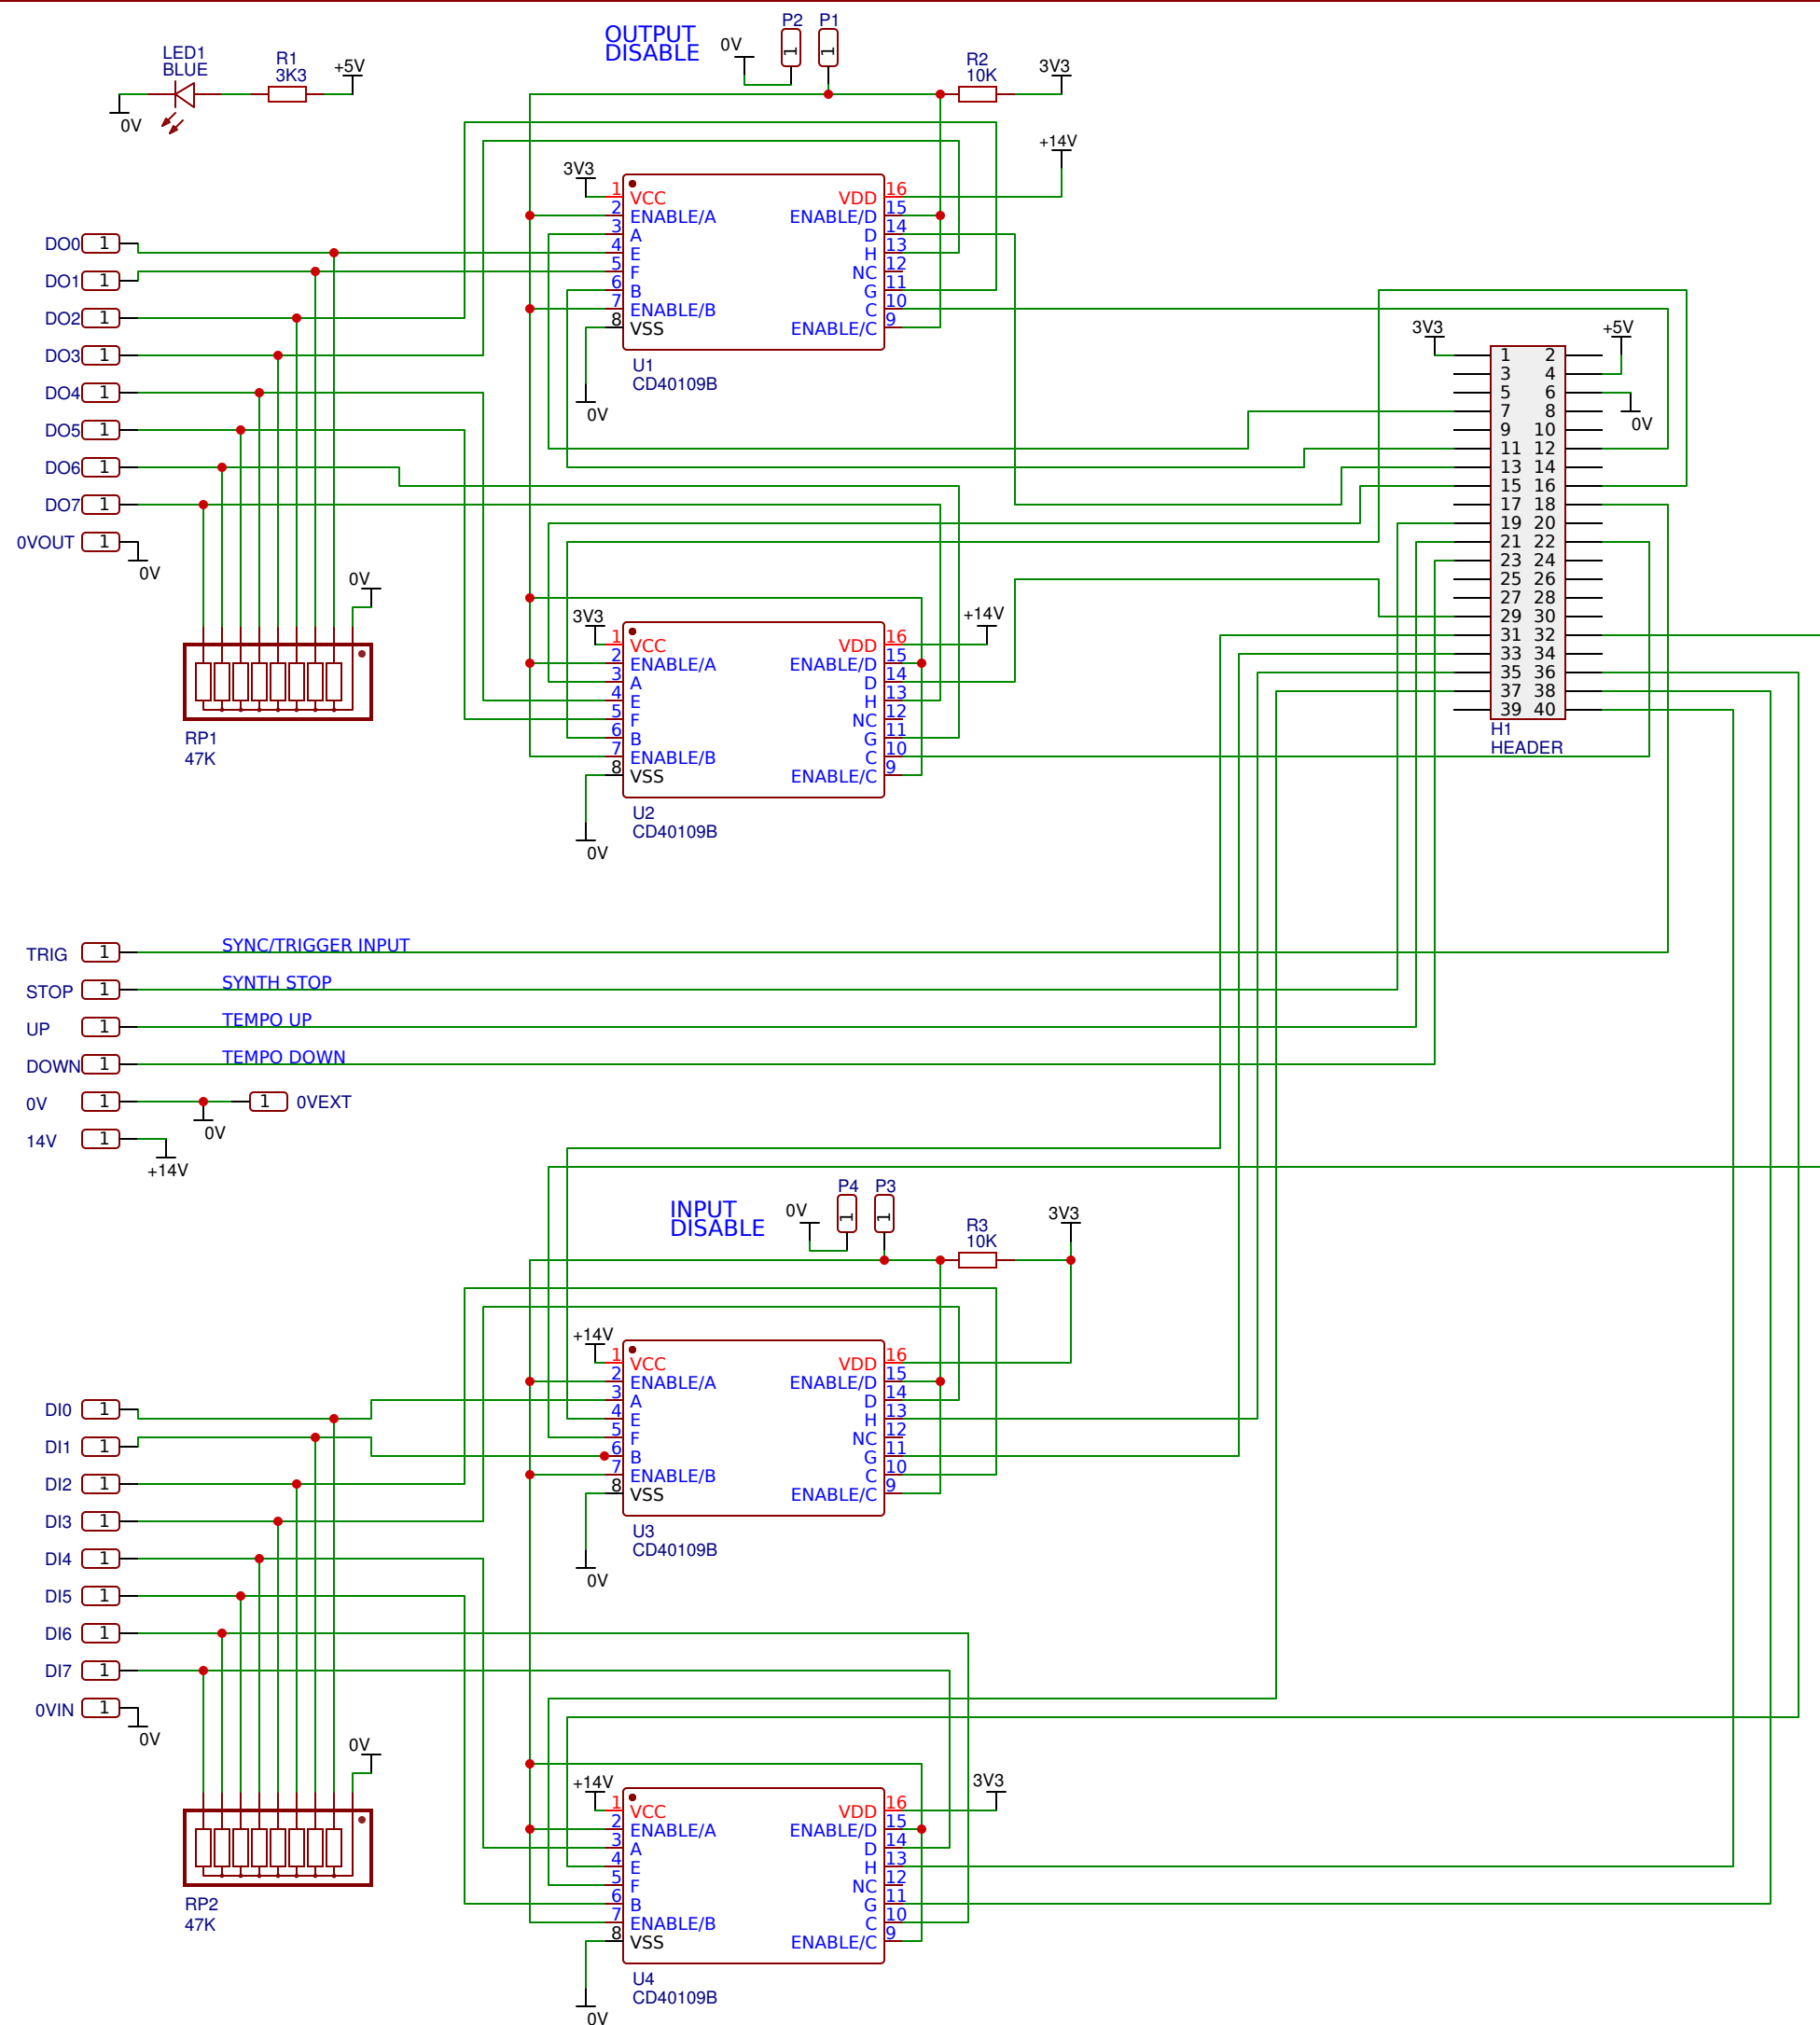 OUTPUT
DISABLE
P2 P1
0V
LED1
BLUE
R1
3K3
+5V
0V
1 1
R2
10K
3V3
+14V
3V3
1 VCC VDD 16
2 ENABLE/A ENABLE/D 15
3 A D 14
4 E H 13
5 F NC 12
6 B G 11
7 ENABLE/B C 10
8 VSS ENABLE/C 9
U1
CD40109B
0V
DO0 1
DO1 1
DO2 1
DO3 1
DO4 1
DO5 1
DO6 1
DO7 1
0VOUT 1
0V
0V
RP1
47K
3V3
+5V
0V
1 2
3 4
5 6
7 8
9 10
11 12
13 14
15 16
17 18
19 20
21 22
23 24
25 26
27 28
29 30
31 32
33 34
35 36
37 38
39 40
H1
HEADER
3V3
+14V
1 VCC VDD 16
2 ENABLE/A ENABLE/D 15
3 A D 14
4 E H 13
5 F NC 12
6 B G 11
7 ENABLE/B C 10
8 VSS ENABLE/C 9
U2
CD40109B
0V
TRIG 1 SYNC/TRIGGER INPUT
STOP 1 SYNTH STOP
UP 1 TEMPO UP
DOWN 1 TEMPO DOWN
0V 1 1 0VEXT
0V
14V 1
+14V
INPUT
DISABLE
P4 P3
0V
1 1
R3
10K
3V3
+14V
1 VCC VDD 16
2 ENABLE/A ENABLE/D 15
3 A D 14
4 E H 13
5 F NC 12
6 B G 11
7 ENABLE/B C 10
8 VSS ENABLE/C 9
U3
CD40109B
0V
DI0 1
DI1 1
DI2 1
DI3 1
DI4 1
DI5 1
DI6 1
DI7 1
0VIN 1
0V
0V
RP2
47K
+14V
3V3
1 VCC VDD 16
2 ENABLE/A ENABLE/D 15
3 A D 14
4 E H 13
5 F NC 12
6 B G 11
7 ENABLE/B C 10
8 VSS ENABLE/C 9
U4
CD40109B
0V